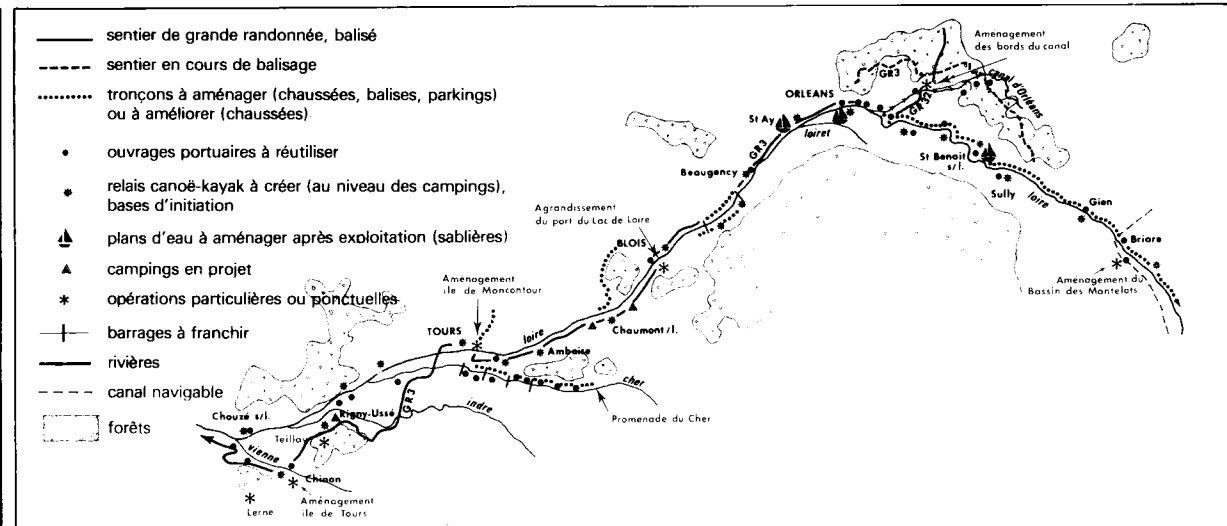 sentier de grande randonnée, balisé
sentier en cours de balisage
tronçons à aménager (chaussées, balises, parkings)
ou à améliorer (chaussées)
ouvrages portuaires à réutiliser
relais canoë-kayak à créer (au niveau des campings),
bases d'initiation
plans d'eau à aménager après exploitation (sablières)
campings en projet
opérations particulières ou ponctuelles
barrages à franchir
rivières
canal navigable
forêts
Aménagement
des bords du canal
GR3
canal d'Orléans
GR32
ORLEANS
St Ay
loiret
GR3
St Benoit
s/l.
Beaugency
Sully
loire
Gien
Agrandissement
du port du Lac de Loire
BLOIS
Briare
Aménagement du
Bassin des Mantelots
Aménagement
ile de Moncontour
TOURS
loire
Chaumont/l.
Amboise
cher
Promenade du Cher
GR3
indre
Chouzé s/l.
Rigny-Ussé
Teillay
vienne
Chinon
Lerne
Aménagement
ile de Tours